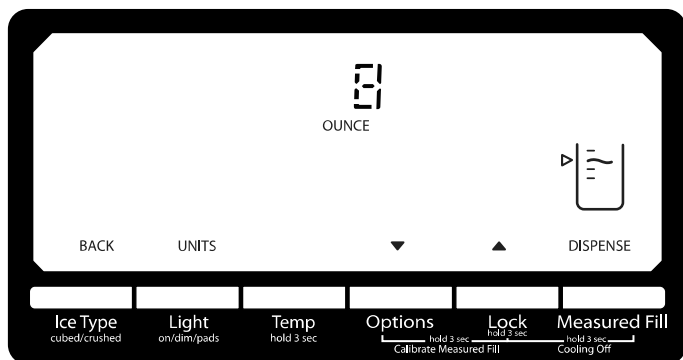 8
OUNCE
BACK UNITS ▼ ▲ DISPENSE
Ice Type Light Temp Options Lock Measured Fill
cubed/crushed on/dim/pads hold 3 sec hold 3 sec hold 3 sec hold 3 sec
Calibrate Measured Fill Cooling Off